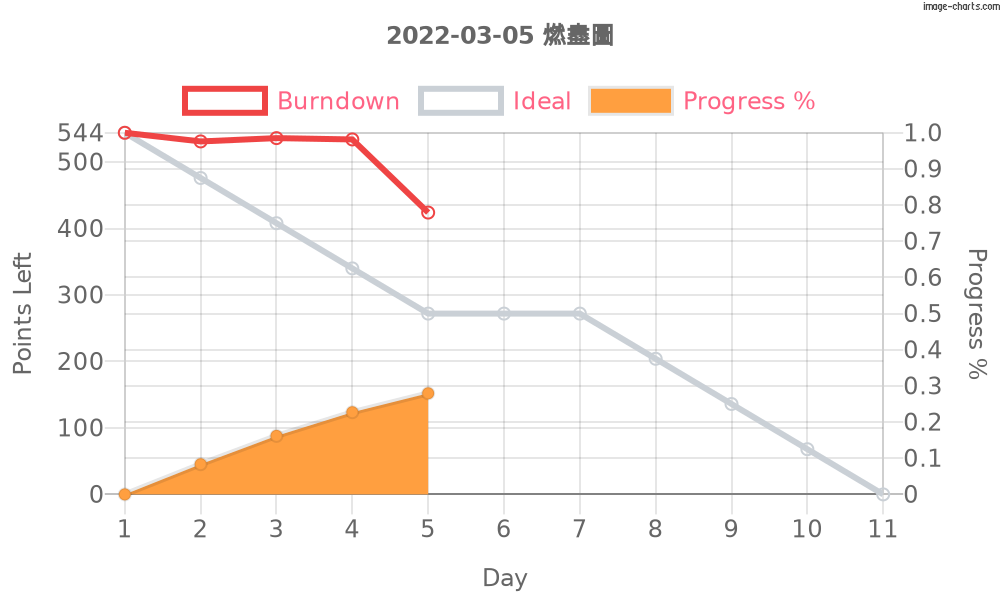 image-charts.com
2022-03-05 燃盡圖
Burndown Ideal Progress %
544
500
400
300
200
100
0
Points Left
1.0
0.9
0.8
0.7
0.6
0.5
0.4
0.3
0.2
0.1
0
Progress %
1 2 3 4 5 6 7 8 9 10 11
Day